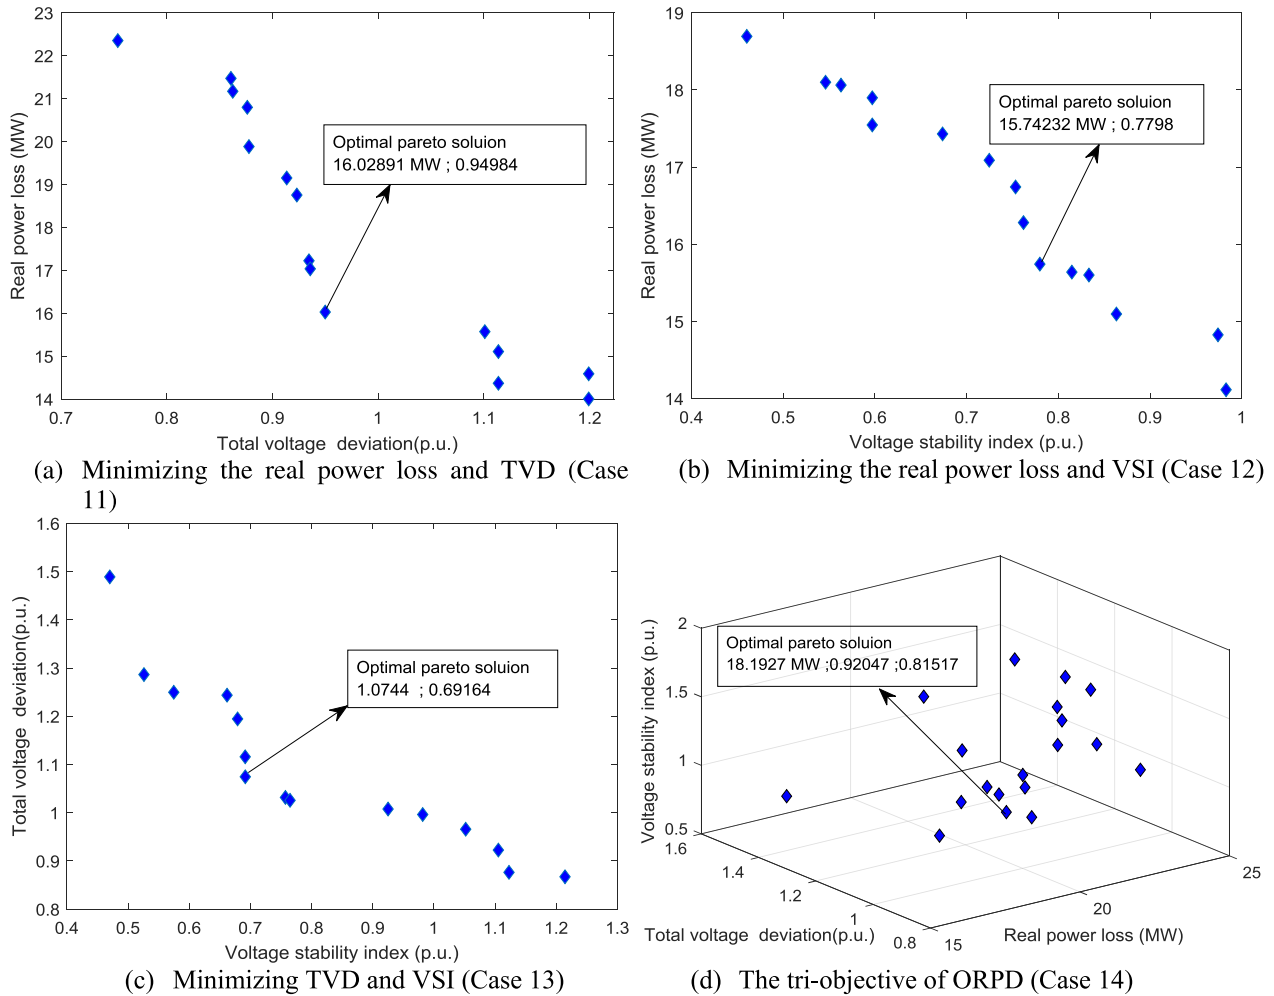 23
22
21
20
19
18
17
16
15
14
0.7
0.8
0.9
1
1.1
1.2
Real power loss (MW)
Total voltage deviation(p.u.)
Optimal pareto soluion
16.02891 MW ; 0.94984
(a) Minimizing the real power loss and TVD (Case
11)
19
18
17
16
15
14
0.4
0.5
0.6
0.7
0.8
0.9
1
Real power loss (MW)
Voltage stability index (p.u.)
Optimal pareto soluion
15.74232 MW ; 0.7798
(b) Minimizing the real power loss and VSI (Case 12)
1.6
1.5
1.4
1.3
1.2
1.1
1
0.9
0.8
0.4
0.5
0.6
0.7
0.8
0.9
1
1.1
1.2
1.3
Total voltage deviation(p.u.)
Voltage stability index (p.u.)
Optimal pareto soluion
1.0744 ; 0.69164
(c) Minimizing TVD and VSI (Case 13)
2
1.5
1
0.5
1.6
1.4
1.2
1
0.8
15
20
25
Voltage stability index (p.u.)
Total voltage deviation(p.u.)
Real power loss (MW)
Optimal pareto soluion
18.1927 MW ;0.92047 ;0.81517
(d) The tri-objective of ORPD (Case 14)